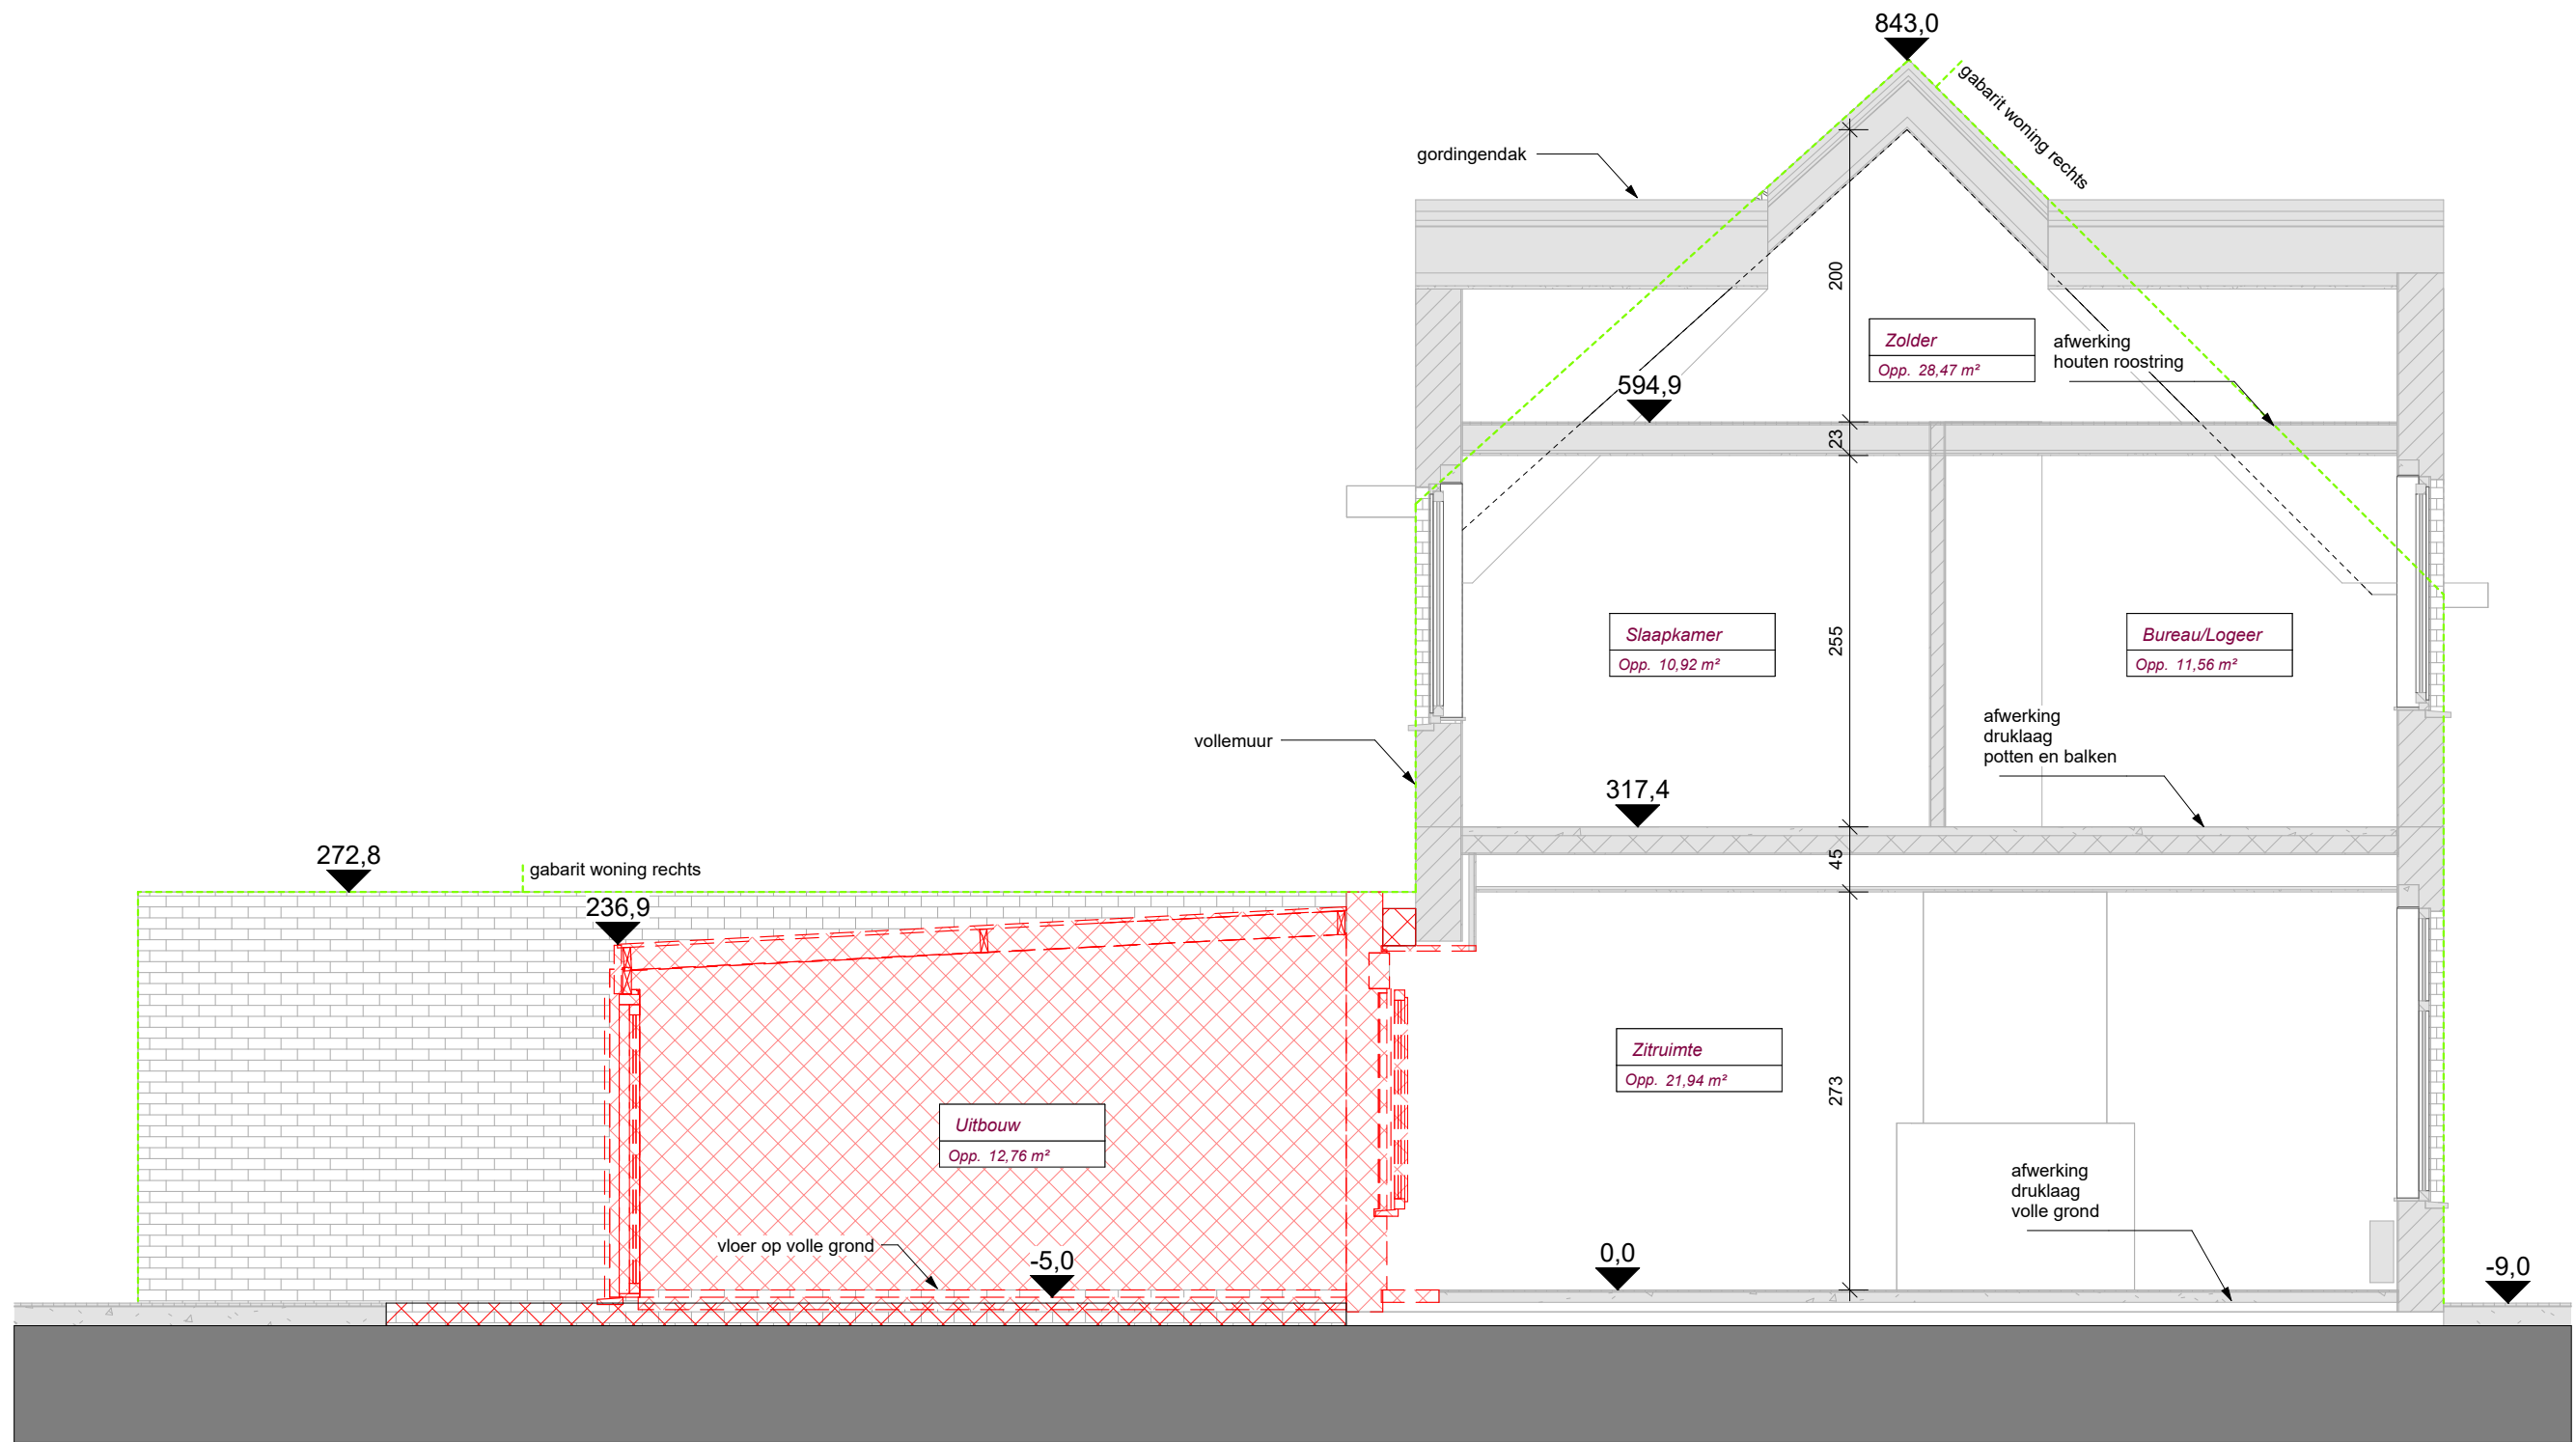 843,0
gabarit woning rechts
gordingendak
200
Zolder
Opp. 28,47 m²
afwerking
houten roostring
594,9
23
Slaapkamer
Opp. 10,92 m²
255
Bureau/Logeer
Opp. 11,56 m²
afwerking
druklaag
potten en balken
vollemuur
317,4
45
272,8
gabarit woning rechts
236,9
Zitruimte
Opp. 21,94 m²
273
Uitbouw
Opp. 12,76 m²
afwerking
druklaag
volle grond
vloer op volle grond
-5,0
0,0
-9,0